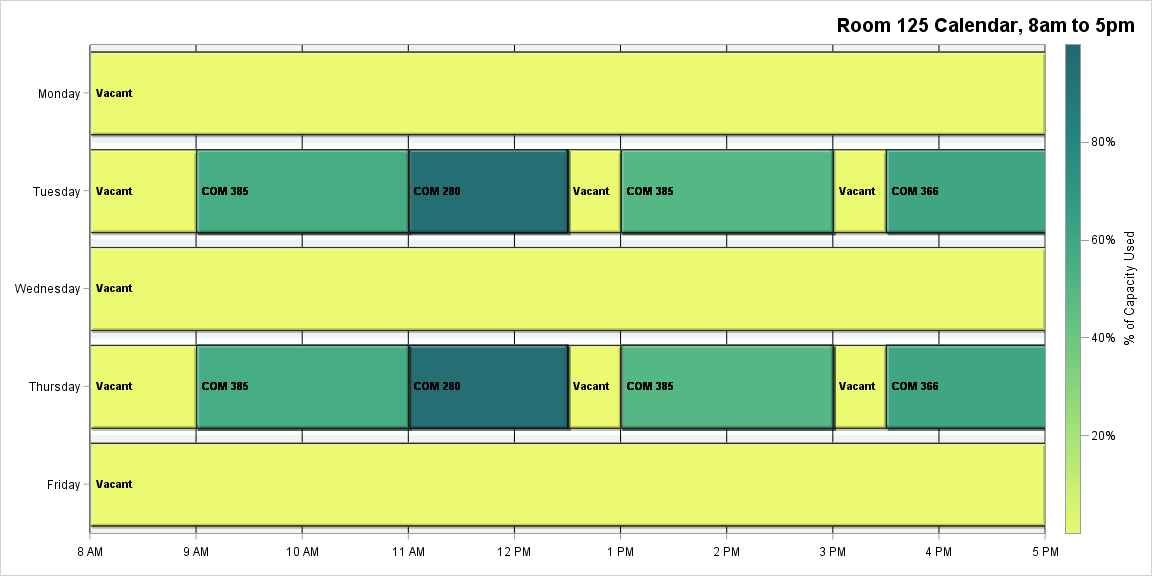 Room 125 Calendar, 8am to 5pm
Monday
Vacant
Tuesday
Vacant
COM 385
COM 280
Vacant
COM 385
Vacant
COM 366
Wednesday
Vacant
Thursday
Vacant
COM 385
COM 280
Vacant
COM 385
Vacant
COM 366
Friday
Vacant
8 AM
9 AM
10 AM
11 AM
12 PM
1 PM
2 PM
3 PM
4 PM
5 PM
80%
60%
40%
20%
% of Capacity Used